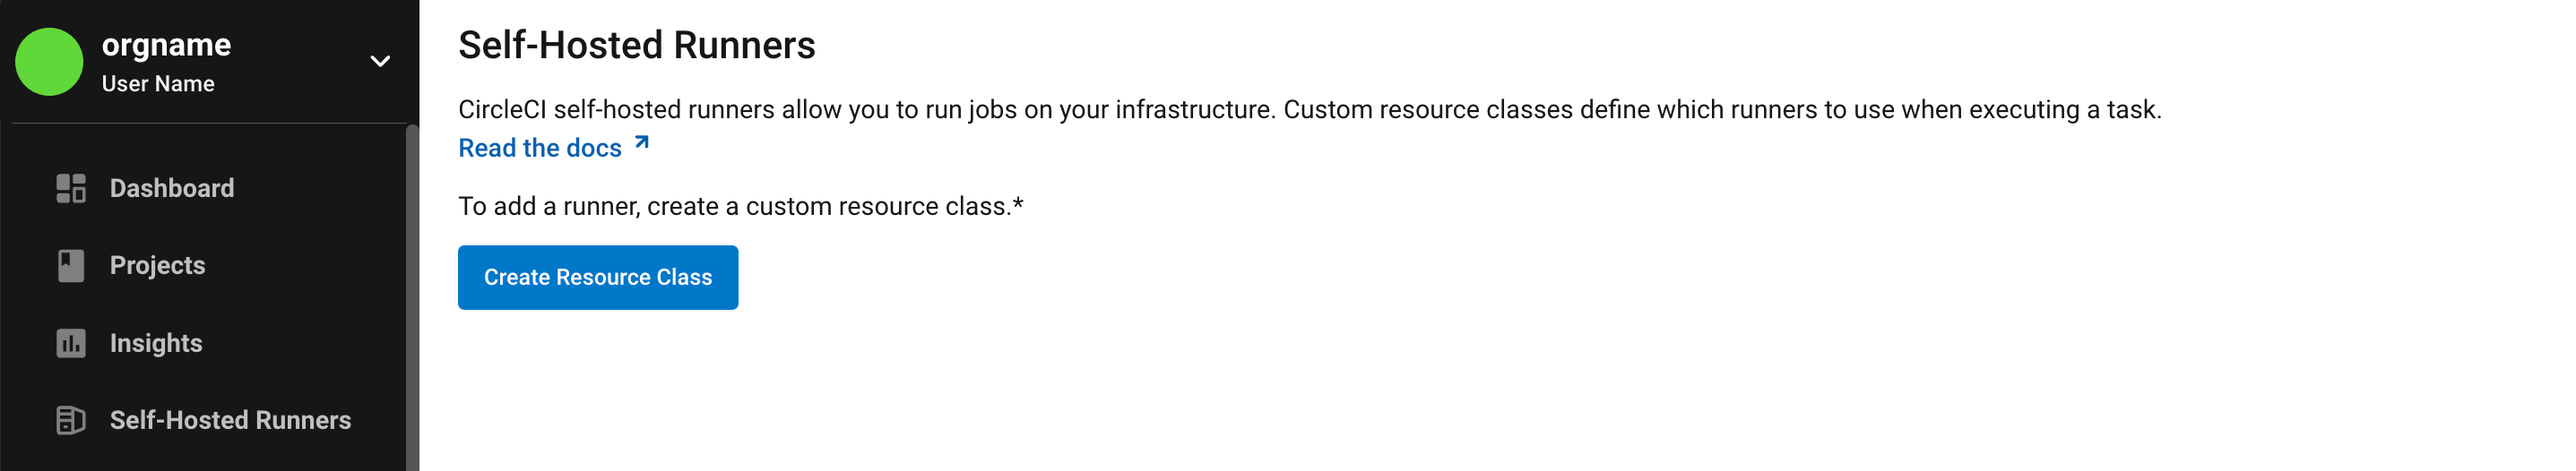 orgname
User Name
Dashboard
Projects
Insights
Self-Hosted Runners
Self-Hosted Runners
CircleCI self-hosted runners allow you to run jobs on your infrastructure. Custom resource classes define which runners to use when executing a task.
Read the docs
To add a runner, create a custom resource class.*
Create Resource Class